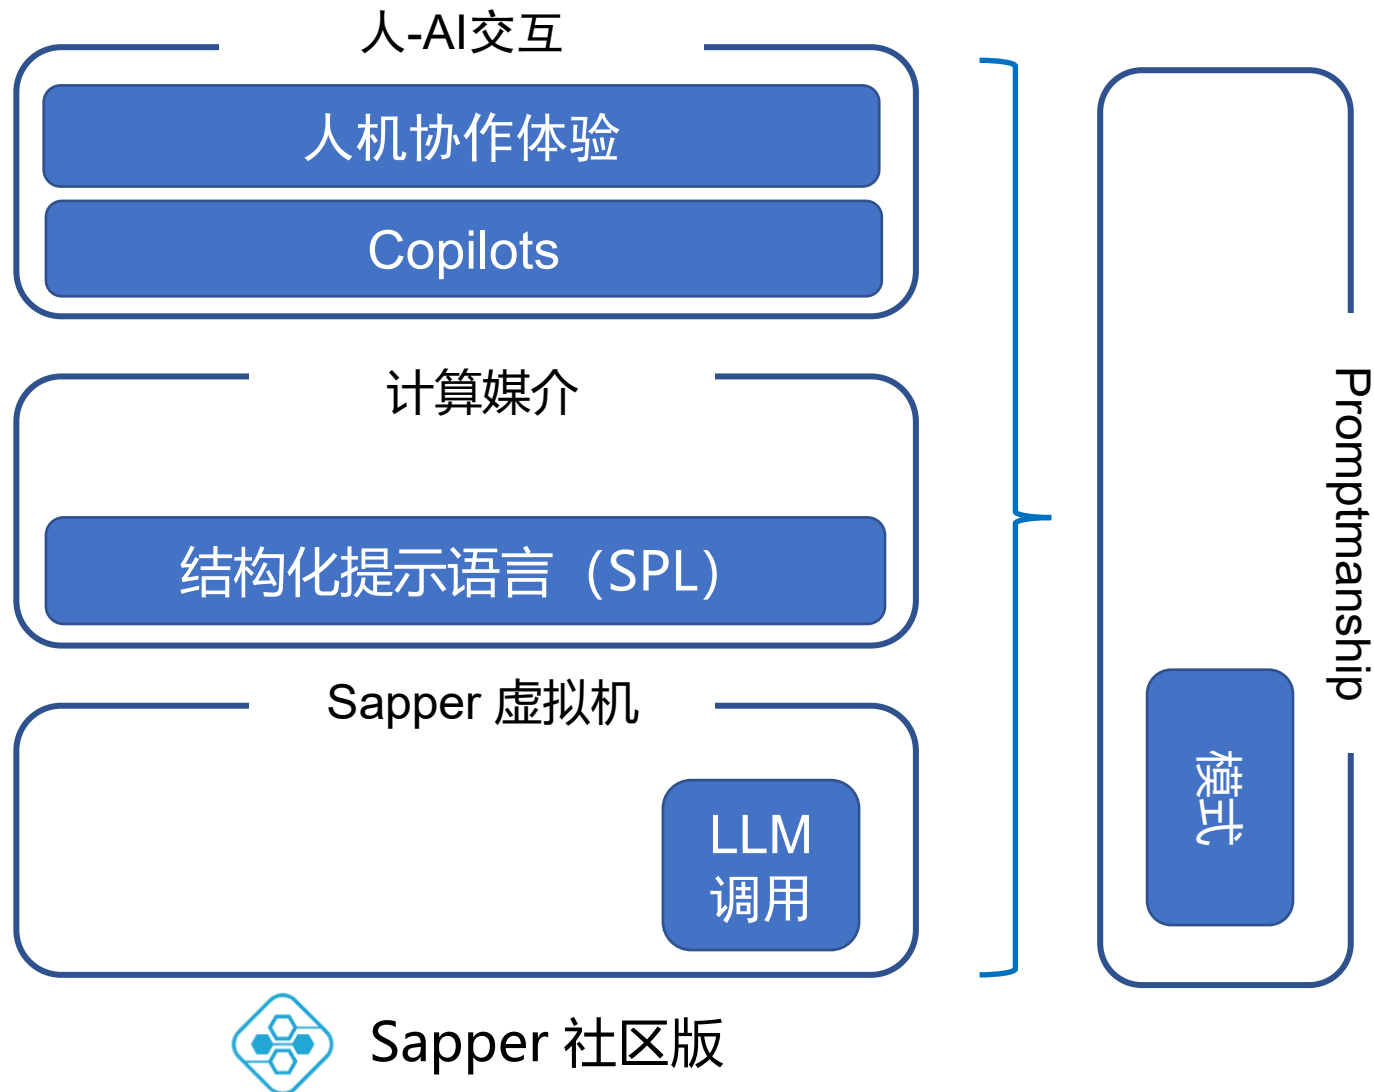 人-AI交互
人机协作体验
Copilots
计算媒介
结构化提示语言（SPL）
Sapper 虚拟机
LLM
调用
Promptmanship
模式
Sapper 社区版